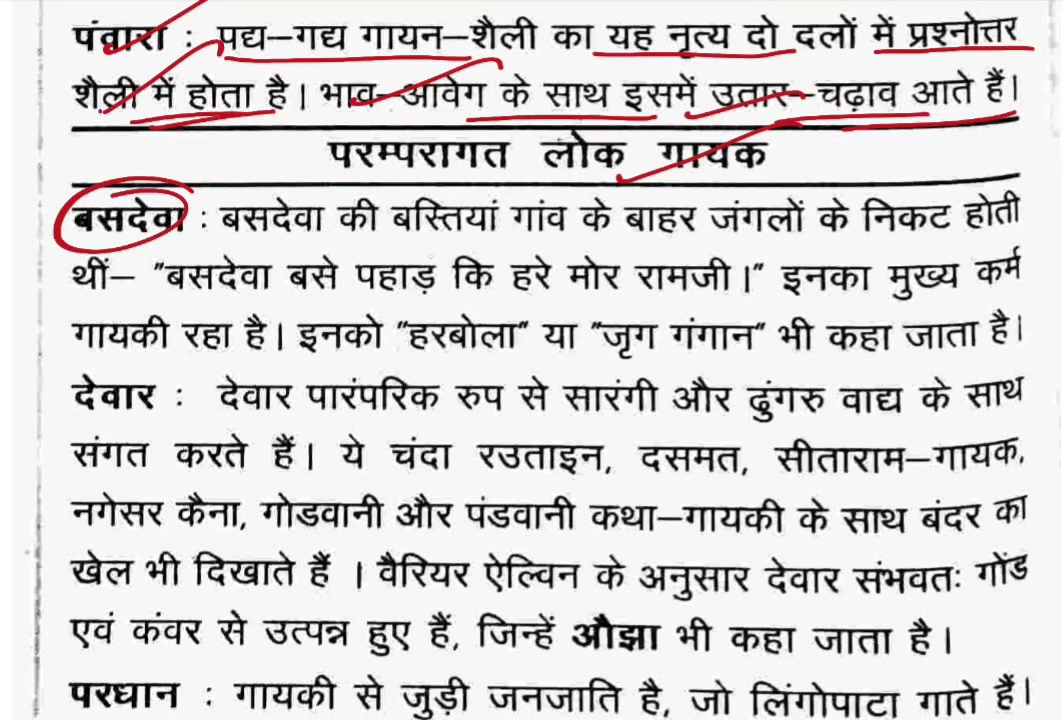 पंवारा : पद्य–गद्य गायन–शैली का यह नृत्य दो दलों में प्रश्नोत्तर
शैली में होता है। भाव–आवेग के साथ इसमें उतार–चढ़ाव आते हैं।
परम्परागत लोक गायक
बसदेवा : बसदेवा की बस्तियां गांव के बाहर जंगलों के निकट होती
थीं– "बसदेवा बसे पहाड़ कि हरे मोर रामजी।" इनका मुख्य कर्म
गायकी रहा है। इनको "हरबोला" या "जृग गंगान" भी कहा जाता है।
देवार : देवार पारंपरिक रुप से सारंगी और ढुंगरु वाद्य के साथ
संगत करते हैं। ये चंदा रउताइन, दसमत, सीताराम–गायक,
नगेसर कैना, गोडवानी और पंडवानी कथा–गायकी के साथ बंदर का
खेल भी दिखाते हैं । वैरियर ऐल्विन के अनुसार देवार संभवतः गोंड
एवं कंवर से उत्पन्न हुए हैं, जिन्हें औझा भी कहा जाता है।
परधान : गायकी से जुड़ी जनजाति है, जो लिंगोपाटा गाते हैं।